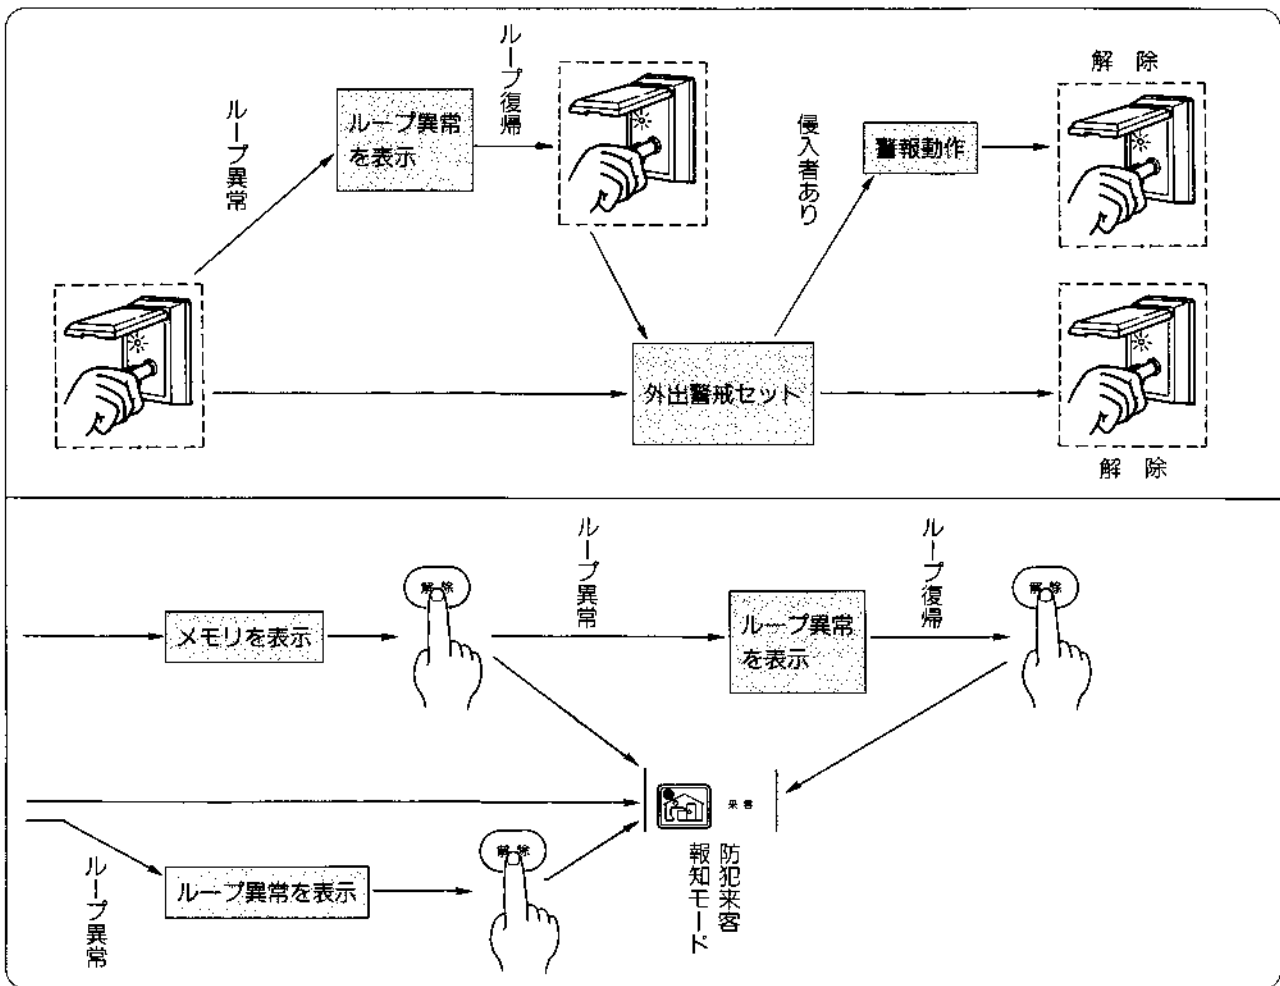 ループ異常
ループ異常
を表示
ループ復帰
外出警戒セット
侵入者あり
警報動作
解 除
解 除
メモリを表示
解 除
ループ異常
ループ異常
を表示
ループ復帰
解 除
来 客
防犯来客
報知モード
ループ異常
ループ異常を表示
解 除